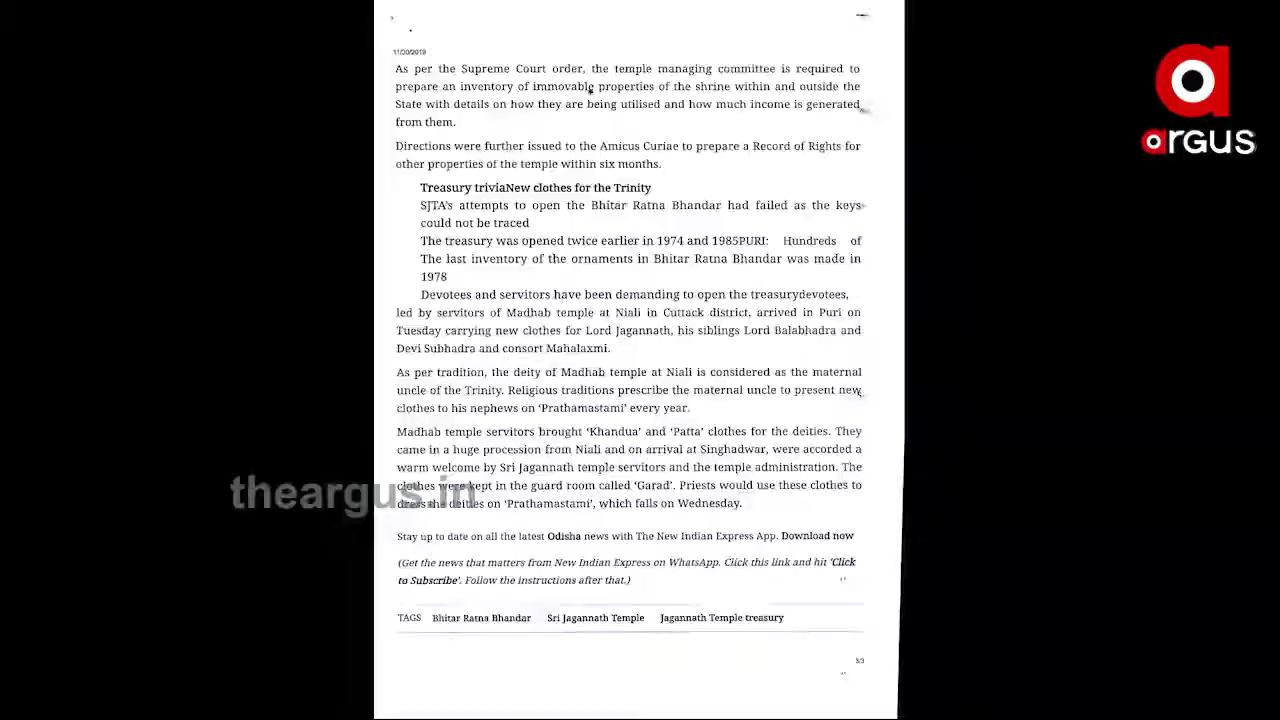 11/20/2019
As per the Supreme Court order, the temple managing committee is required to
prepare an inventory of immovable properties of the shrine within and outside the
State with details on how they are being utilised and how much income is generated
from them.
Directions were further issued to the Amicus Curiae to prepare a Record of Rights for
other properties of the temple within six months.
Treasury triviaNew clothes for the Trinity
SJTA's attempts to open the Bhitar Ratna Bhandar had failed as the keys
could not be traced
The treasury was opened twice earlier in 1974 and 1985PURI: Hundreds of
The last inventory of the ornaments in Bhitar Ratna Bhandar was made in
1978
Devotees and servitors have been demanding to open the treasurydevotees,
led by servitors of Madhab temple at Niali in Cuttack district, arrived in Puri on
Tuesday carrying new clothes for Lord Jagannath, his siblings Lord Balabhadra and
Devi Subhadra and consort Mahalaxmi.
As per tradition, the deity of Madhab temple at Niali is considered as the maternal
uncle of the Trinity. Religious traditions prescribe the maternal uncle to present new
clothes to his nephews on 'Prathamastami' every year.
Madhab temple servitors brought 'Khandua' and 'Patta' clothes for the deities. They
came in a huge procession from Niali and on arrival at Singhadwar, were accorded a
warm welcome by Sri Jagannath temple servitors and the temple administration. The
clothes were kept in the guard room called 'Garad'. Priests would use these clothes to
dress the deities on 'Prathamastami', which falls on Wednesday.
Stay up to date on all the latest Odisha news with The New Indian Express App. Download now
(Get the news that matters from New Indian Express on WhatsApp. Click this link and hit 'Click
to Subscribe'. Follow the instructions after that.)
TAGS Bhitar Ratna Bhandar Sri Jagannath Temple Jagannath Temple treasury
3/3
argus
theargus.in